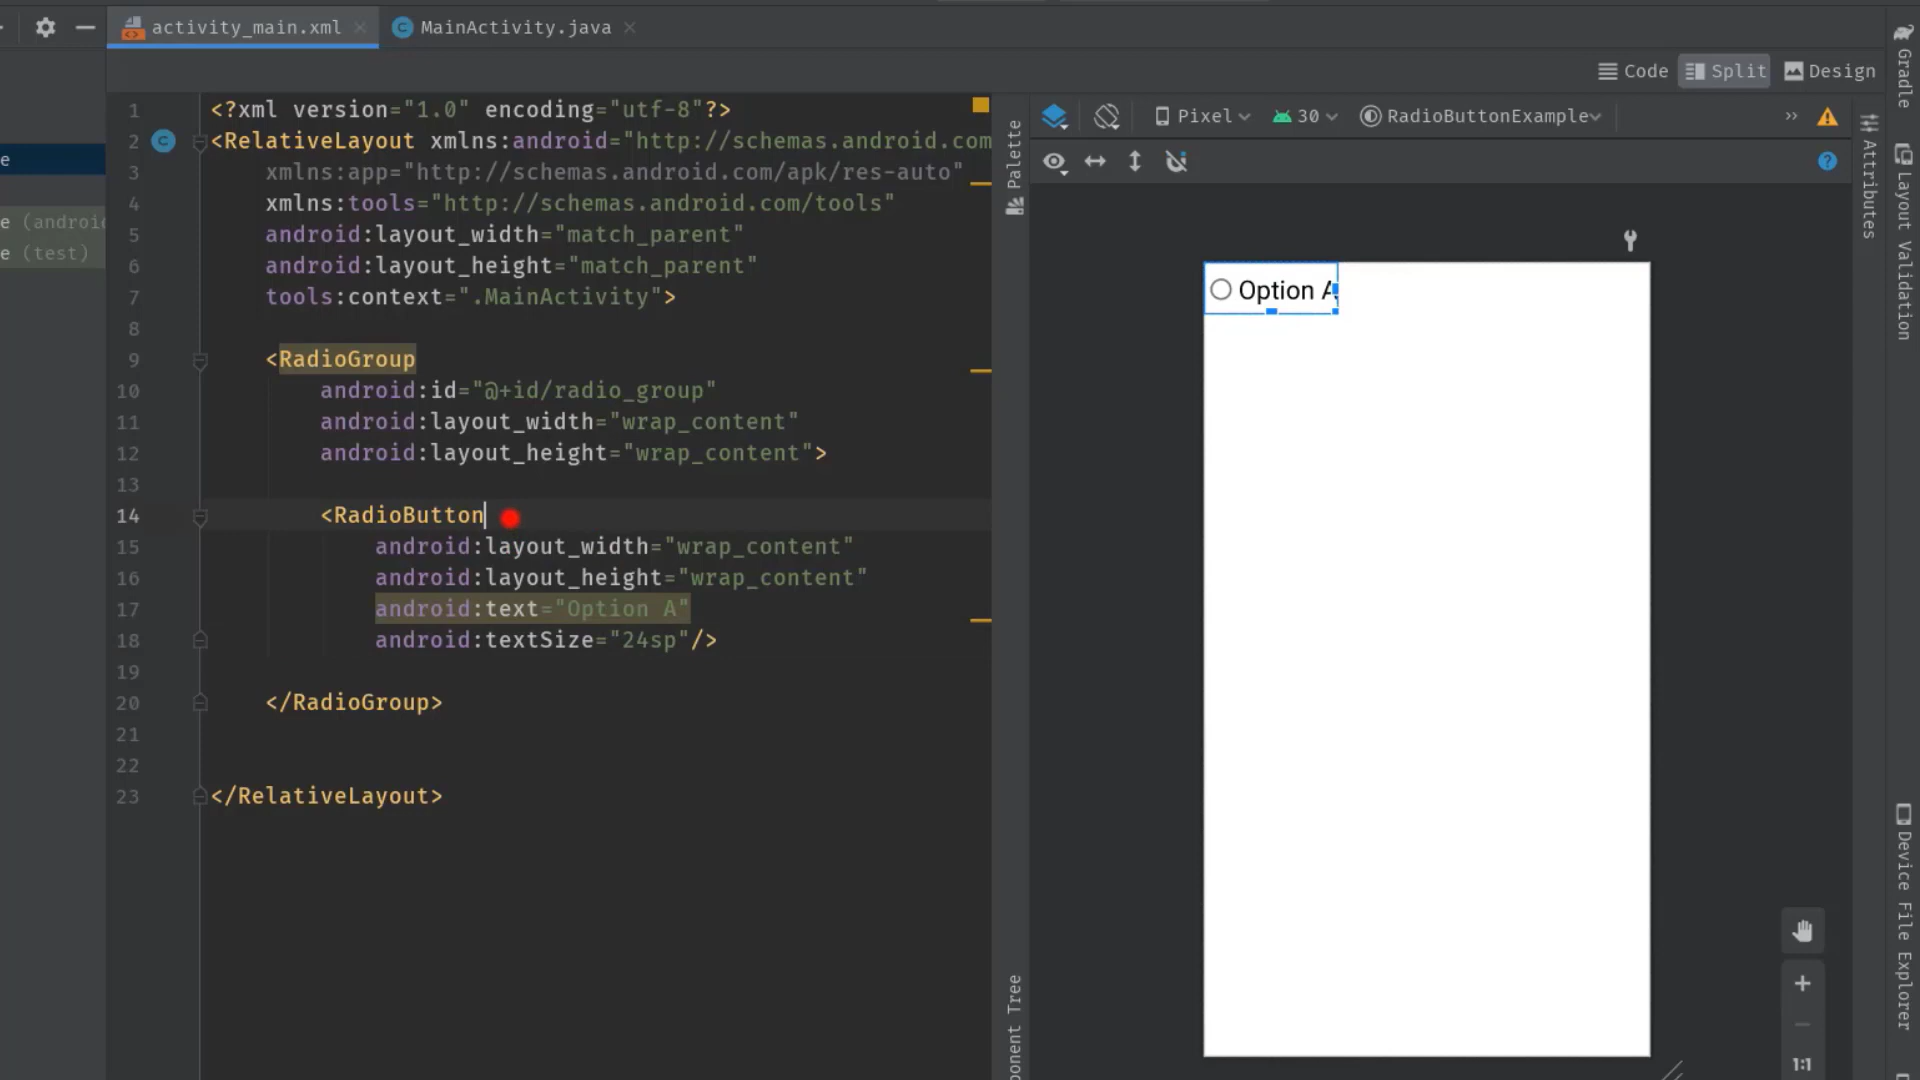 activity_main.xml
MainActivity.java
Code
Split
Design
Pixel
30
RadioButtonExample
Palette
Gradle
Attributes
Layout Validation
Device File Explorer
ponent Tree
1:1
e
e (android
e (test)
1 <?xml version="1.0" encoding="utf-8"?>
2 <RelativeLayout xmlns:android="http://schemas.android.com
3 xmlns:app="http://schemas.android.com/apk/res-auto"
4 xmlns:tools="http://schemas.android.com/tools"
5 android:layout_width="match_parent"
6 android:layout_height="match_parent"
7 tools:context=".MainActivity">
8
9 <RadioGroup
10 android:id="@+id/radio_group"
11 android:layout_width="wrap_content"
12 android:layout_height="wrap_content">
13
14 <RadioButton
15 android:layout_width="wrap_content"
16 android:layout_height="wrap_content"
17 android:text="Option A"
18 android:textSize="24sp"/>
19
20 </RadioGroup>
21
22
23 </RelativeLayout>
Option A